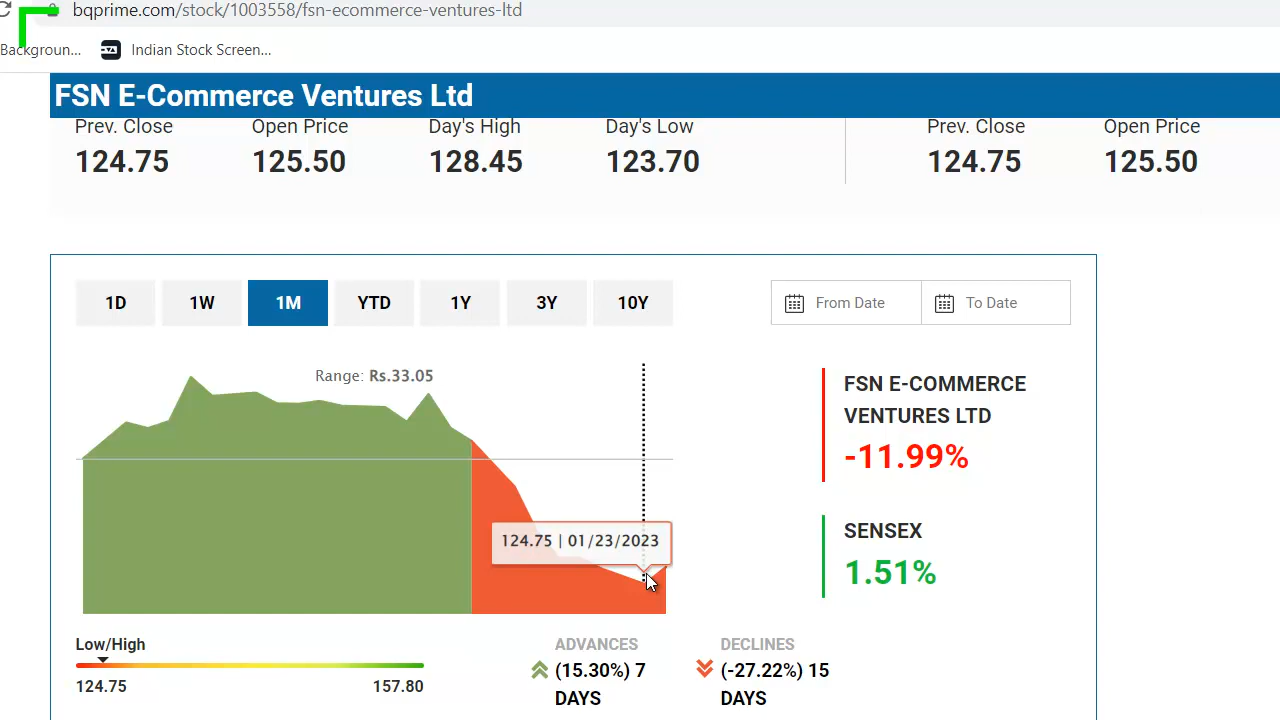 bqprime.com/stock/1003558/fsn-ecommerce-ventures-ltd
Backgroun... Indian Stock Screen...
FSN E-Commerce Ventures Ltd
Prev. Close Open Price Day's High Day's Low Prev. Close Open Price
124.75 125.50 128.45 123.70 124.75 125.50
1D 1W 1M YTD 1Y 3Y 10Y From Date To Date
Range: Rs.33.05
FSN E-COMMERCE
VENTURES LTD
-11.99%
124.75 | 01/23/2023
SENSEX
1.51%
Low/High
124.75 157.80
ADVANCES
(15.30%) 7
DAYS
DECLINES
(-27.22%) 15
DAYS